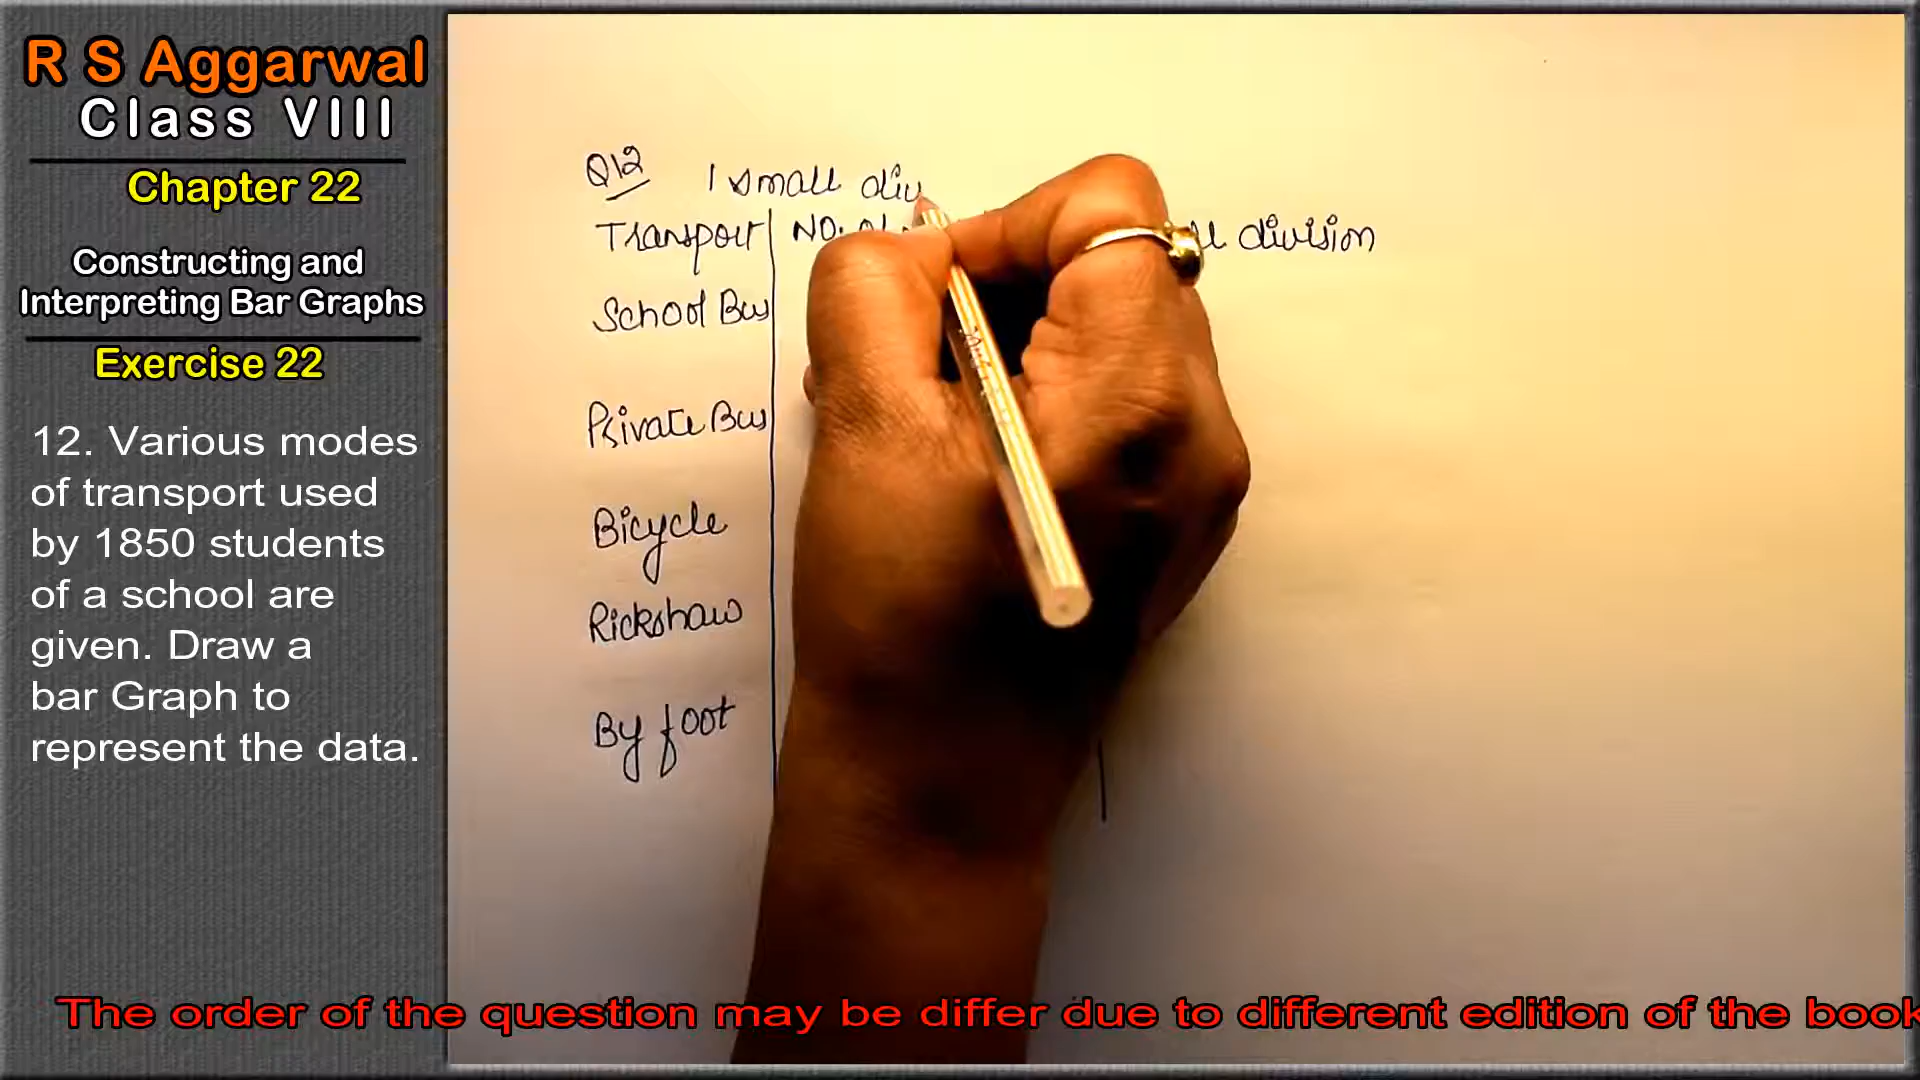 R S Aggarwal
Class VIII
Chapter 22
Constructing and
Interpreting Bar Graphs
Exercise 22
12. Various modes
of transport used
by 1850 students
of a school are
given. Draw a
bar Graph to
represent the data.
Q12
1 small div
Transport No. division
School Bus
Private Bus
Bicycle
Rickshaw
By foot
The order of the question may be differ due to different edition of the book